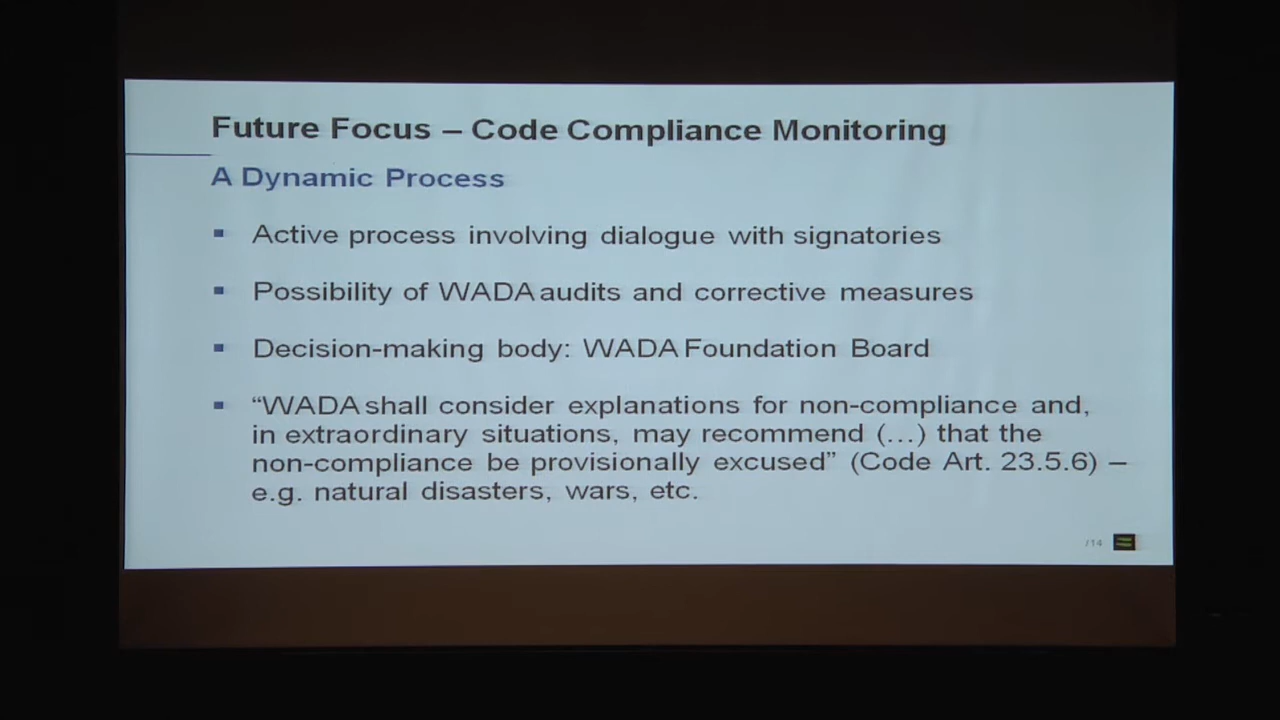 Future Focus – Code Compliance Monitoring
A Dynamic Process
▪ Active process involving dialogue with signatories
▪ Possibility of WADA audits and corrective measures
▪ Decision-making body: WADA Foundation Board
▪ “WADA shall consider explanations for non-compliance and,
in extraordinary situations, may recommend (…) that the
non-compliance be provisionally excused” (Code Art. 23.5.6) –
e.g. natural disasters, wars, etc.
/14